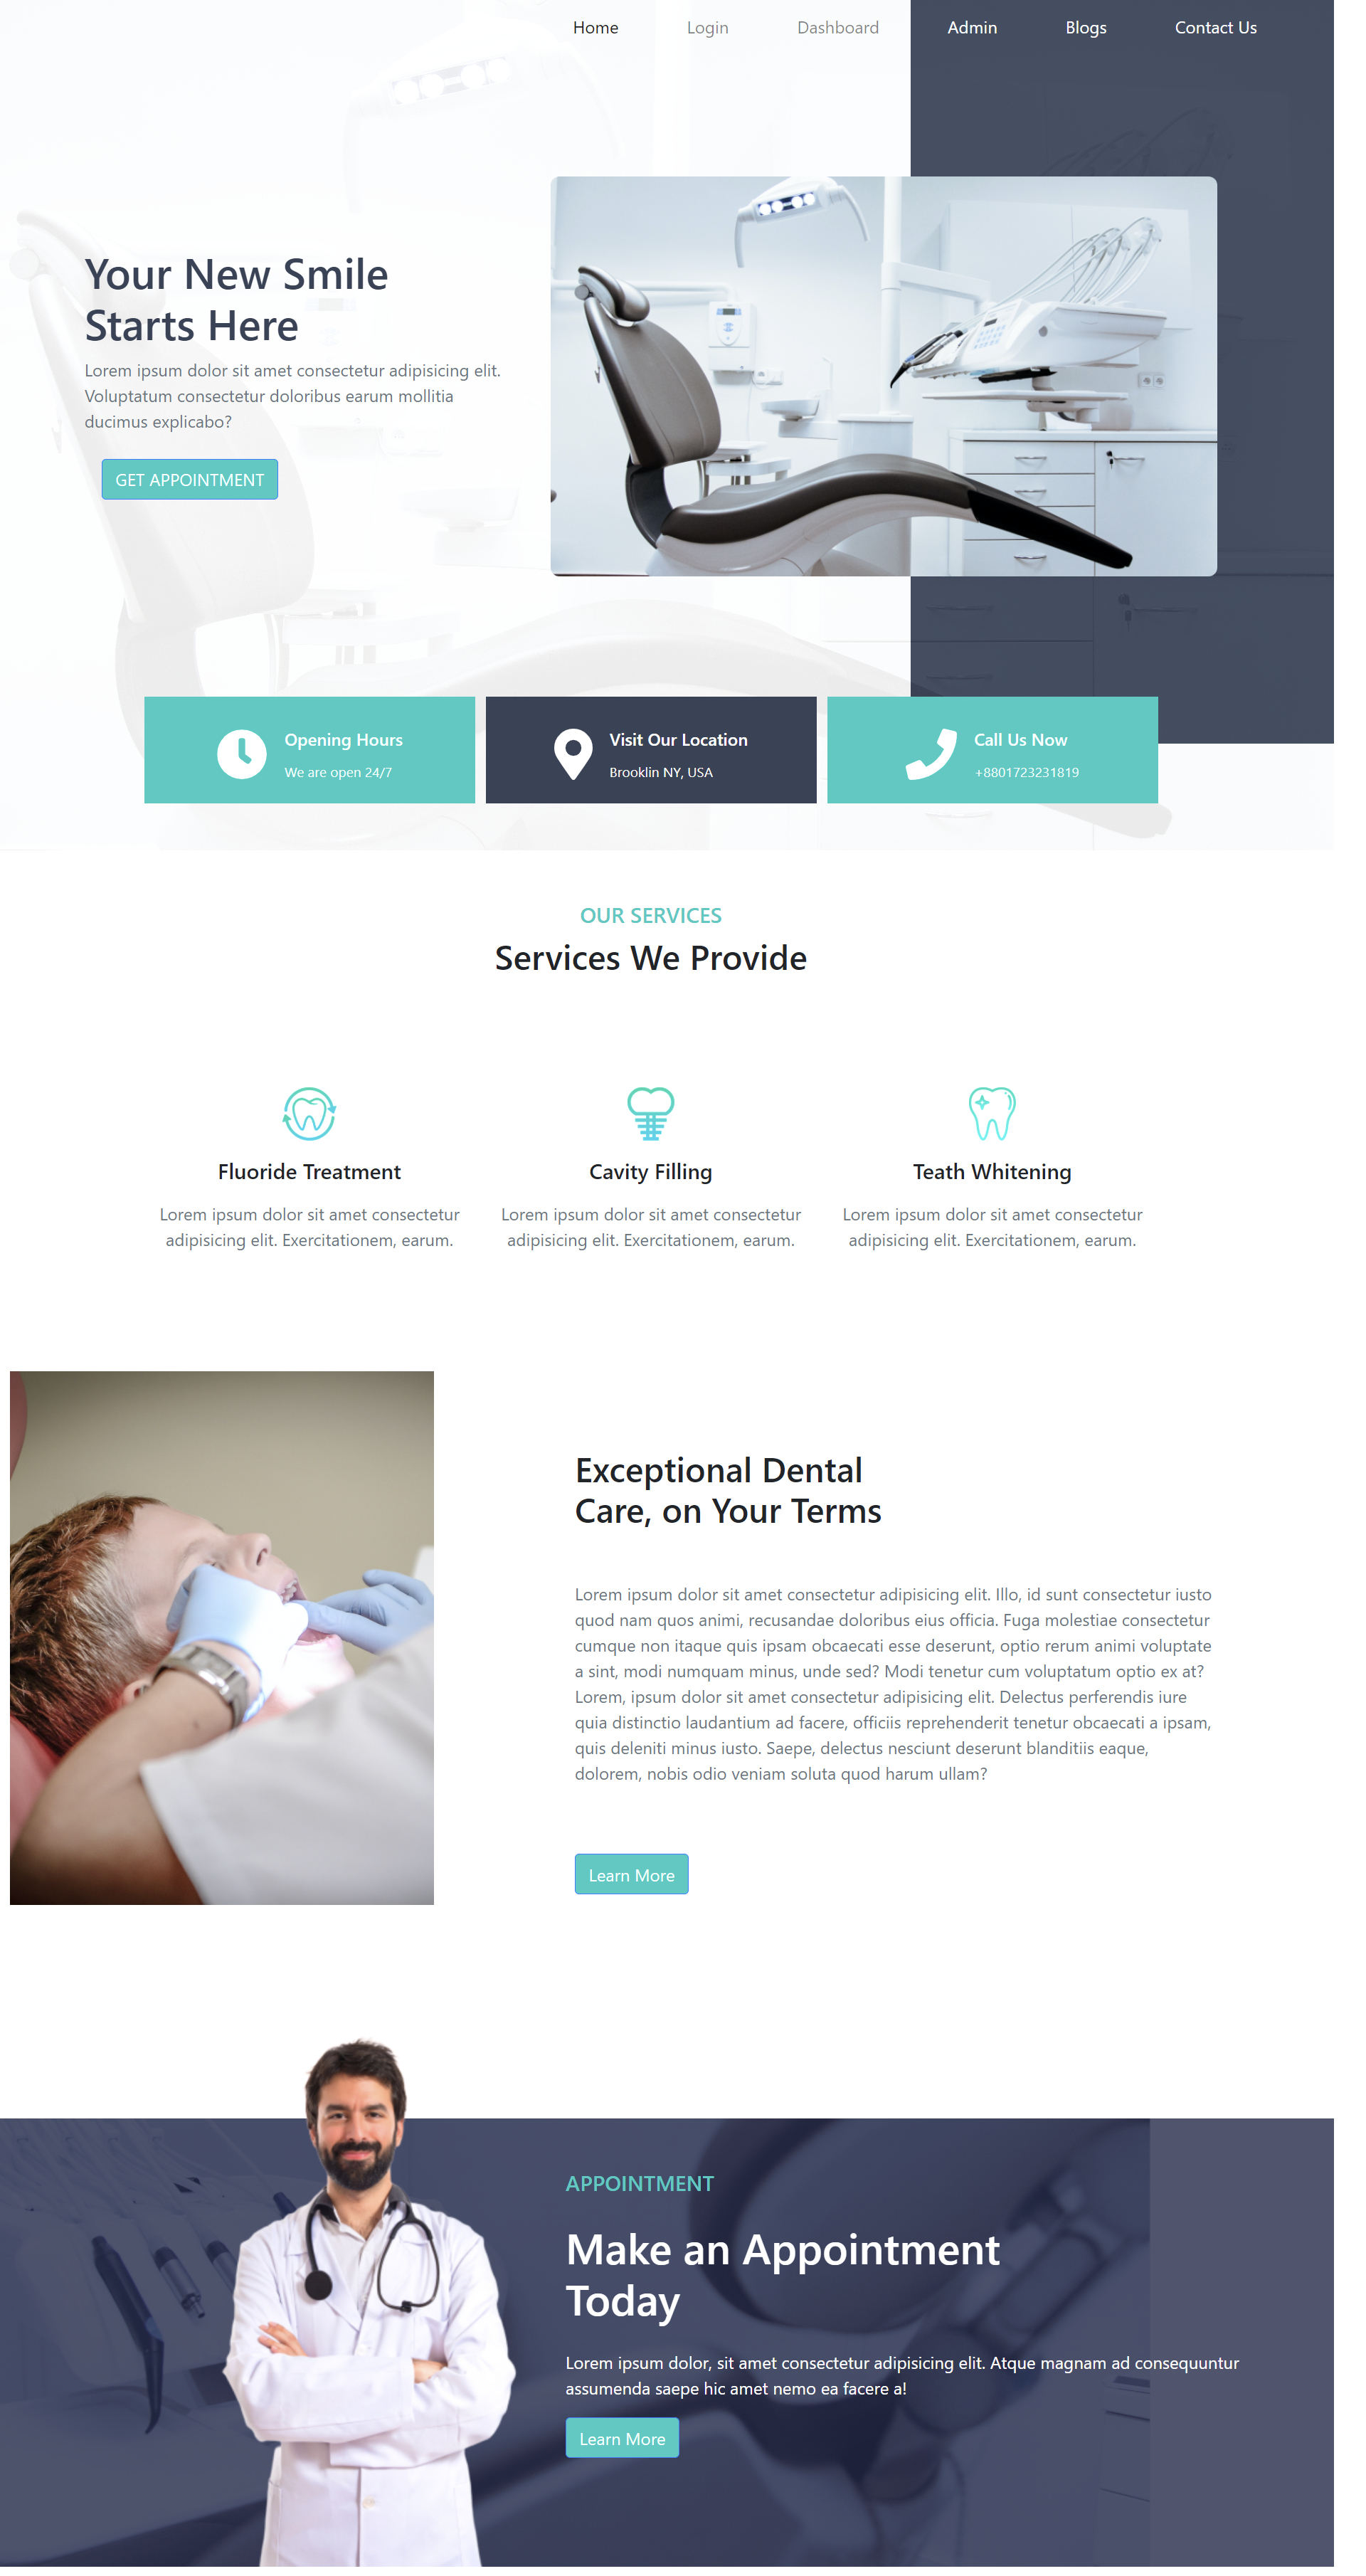 Home Login Dashboard Admin Blogs Contact Us
Your New Smile
Starts Here
Lorem ipsum dolor sit amet consectetur adipisicing elit.
Voluptatum consectetur doloribus earum mollitia
ducimus explicabo?
GET APPOINTMENT
Opening Hours
We are open 24/7
Visit Our Location
Brooklin NY, USA
Call Us Now
+8801723231819
OUR SERVICES
Services We Provide
Fluoride Treatment
Lorem ipsum dolor sit amet consectetur
adipisicing elit. Exercitationem, earum.
Cavity Filling
Lorem ipsum dolor sit amet consectetur
adipisicing elit. Exercitationem, earum.
Teath Whitening
Lorem ipsum dolor sit amet consectetur
adipisicing elit. Exercitationem, earum.
Exceptional Dental
Care, on Your Terms
Lorem ipsum dolor sit amet consectetur adipisicing elit. Illo, id sunt consectetur iusto
quod nam quos animi, recusandae doloribus eius officia. Fuga molestiae consectetur
cumque non itaque quis ipsam obcaecati esse deserunt, optio rerum animi voluptate
a sint, modi numquam minus, unde sed? Modi tenetur cum voluptatum optio ex at?
Lorem, ipsum dolor sit amet consectetur adipisicing elit. Delectus perferendis iure
quia distinctio laudantium ad facere, officiis reprehenderit tenetur obcaecati a ipsam,
quis deleniti minus iusto. Saepe, delectus nesciunt deserunt blanditiis eaque,
dolorem, nobis odio veniam soluta quod harum ullam?
Learn More
APPOINTMENT
Make an Appointment
Today
Lorem ipsum dolor, sit amet consectetur adipisicing elit. Atque magnam ad consequuntur
assumenda saepe hic amet nemo ea facere a!
Learn More